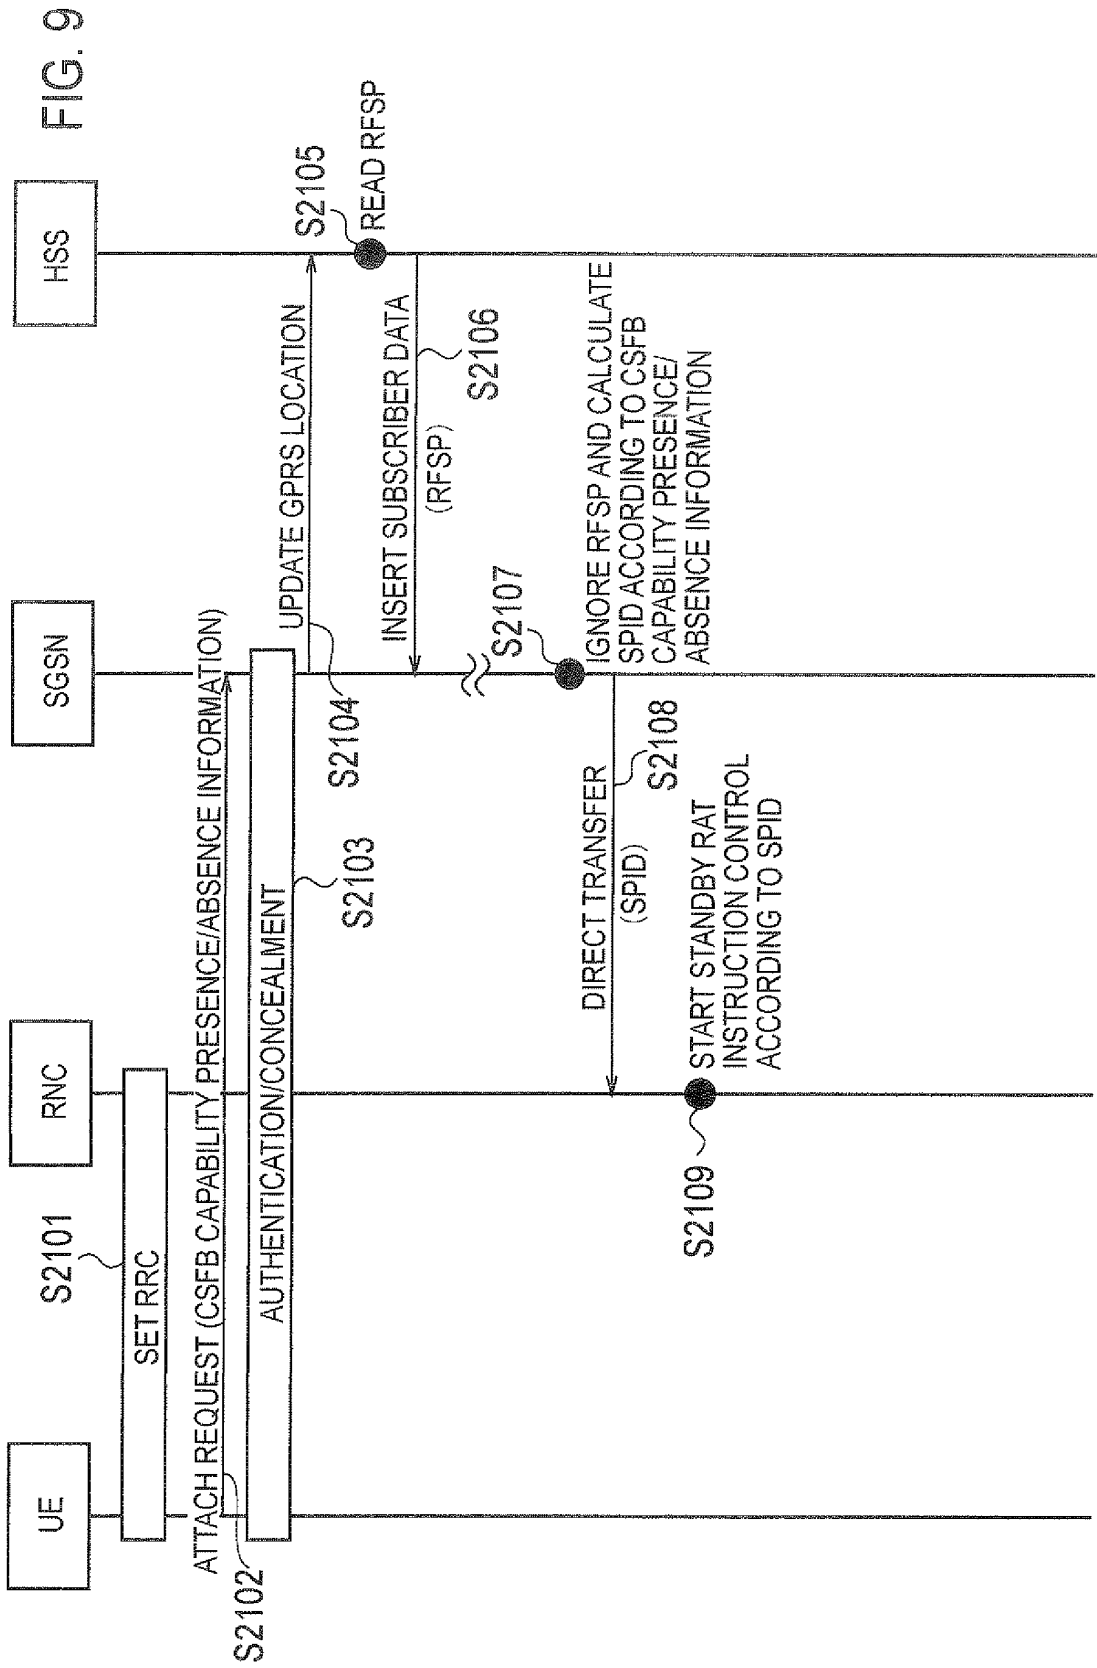 FIG. 9
UE
RNC
SGSN
HSS
S2101
SET RRC
ATTACH REQUEST (CSFB CAPABILITY PRESENCE/ABSENCE INFORMATION)
S2102
AUTHENTICATION/CONCEALMENT
S2103
UPDATE GPRS LOCATION
S2104
S2105
READ RFSP
INSERT SUBSCRIBER DATA
(RFSP)
S2106
S2107
IGNORE RFSP AND CALCULATE
SPID ACCORDING TO CSFB
CAPABILITY PRESENCE/
ABSENCE INFORMATION
DIRECT TRANSFER
(SPID)
S2108
START STANDBY RAT
INSTRUCTION CONTROL
ACCORDING TO SPID
S2109